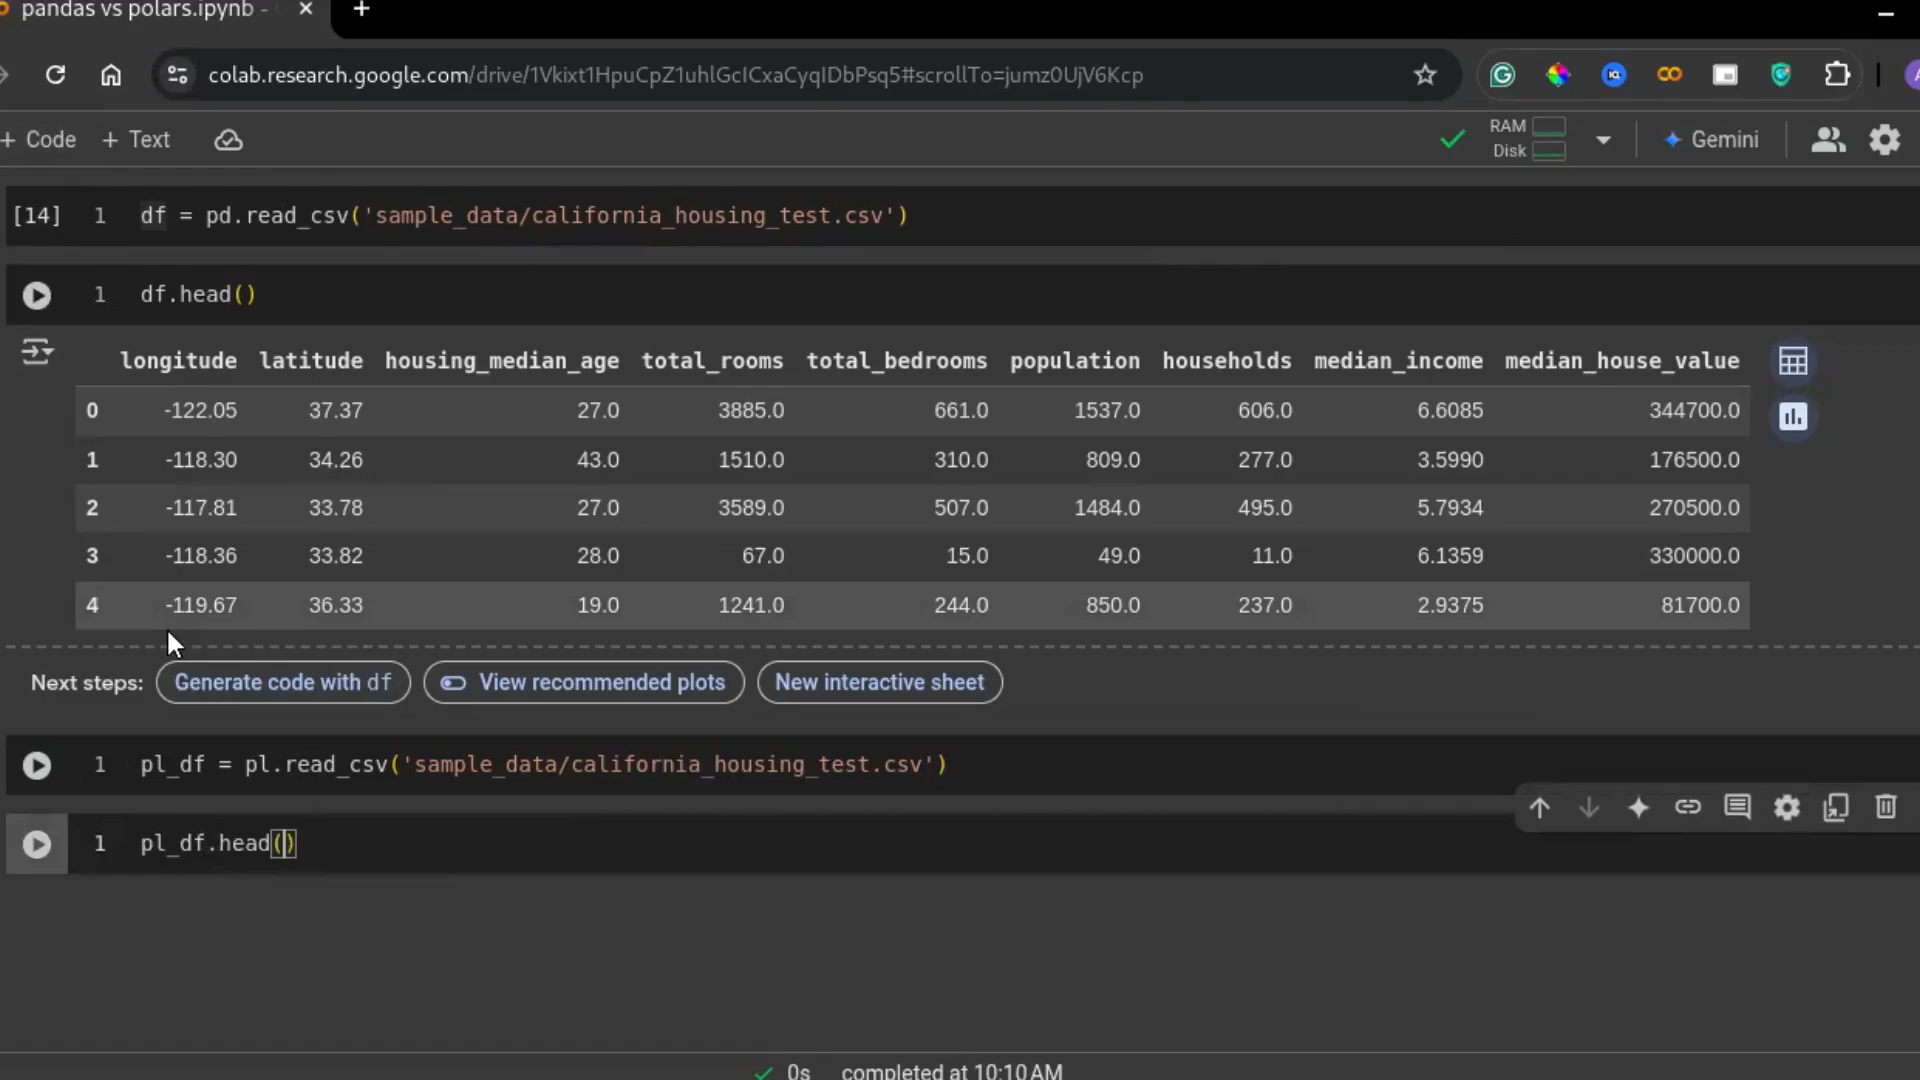 pandas vs polars.ipynb -
colab.research.google.com/drive/1Vkixt1HpuCpZ1uhlGcICxaCyqIDbPsq5#scrollTo=jumz0UjV6Kcp
+ Code + Text
RAM
Disk
Gemini
[14] 1 df = pd.read_csv('sample_data/california_housing_test.csv')
1 df.head()
longitude latitude housing_median_age total_rooms total_bedrooms population households median_income median_house_value
0 -122.05 37.37 27.0 3885.0 661.0 1537.0 606.0 6.6085 344700.0
1 -118.30 34.26 43.0 1510.0 310.0 809.0 277.0 3.5990 176500.0
2 -117.81 33.78 27.0 3589.0 507.0 1484.0 495.0 5.7934 270500.0
3 -118.36 33.82 28.0 67.0 15.0 49.0 11.0 6.1359 330000.0
4 -119.67 36.33 19.0 1241.0 244.0 850.0 237.0 2.9375 81700.0
Next steps: Generate code with df View recommended plots New interactive sheet
1 pl_df = pl.read_csv('sample_data/california_housing_test.csv')
1 pl_df.head()
0s completed at 10:10 AM